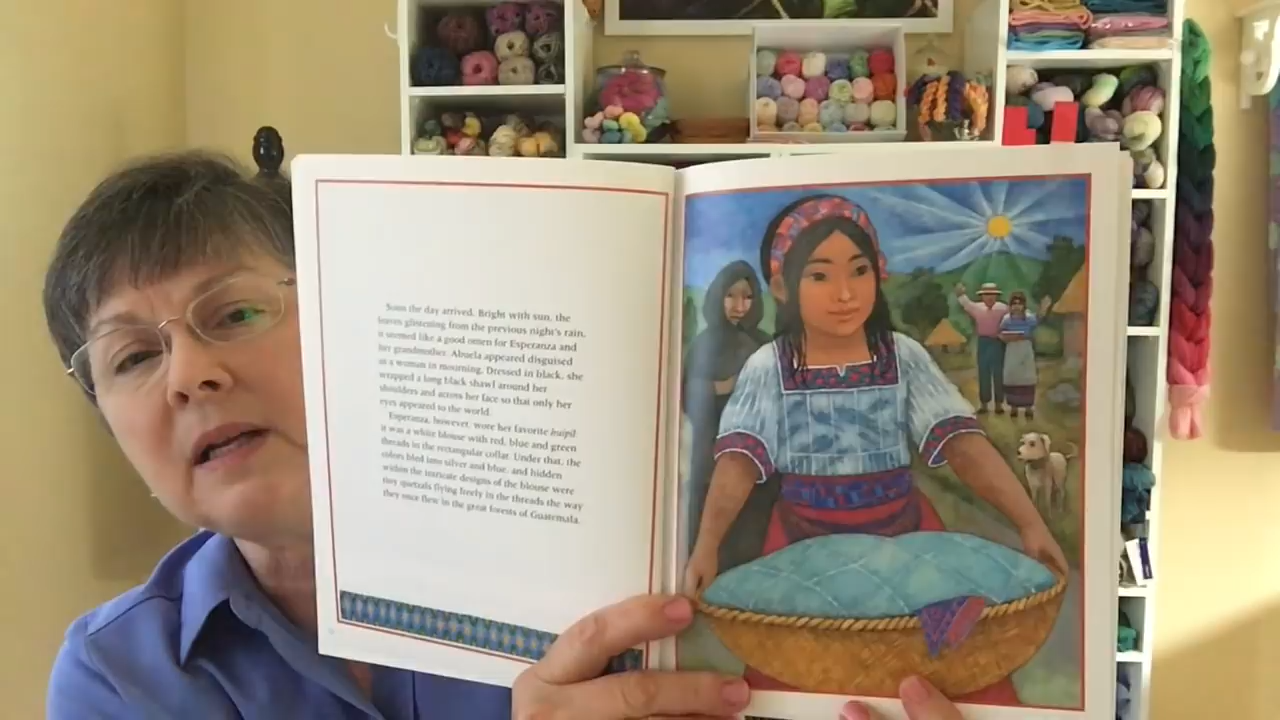 Soon the day arrived. Bright with sun, the
leaves glistening from the previous night's rain,
it seemed like a good omen for Esperanza and
her grandmother. Abuela appeared disguised
as a woman in mourning. Dressed in black, she
wrapped a long black shawl around her
shoulders and across her face so that only her
eyes appeared to the world.
Esperanza, however, wore her favorite huipil:
it was a white blouse with red, blue and green
threads in the rectangular collar. Under that, the
colors bled into silver and blue, and hidden
within the intricate designs of the blouse were
tiny quetzals flying freely in the threads the way
they once flew in the great forests of Guatemala.